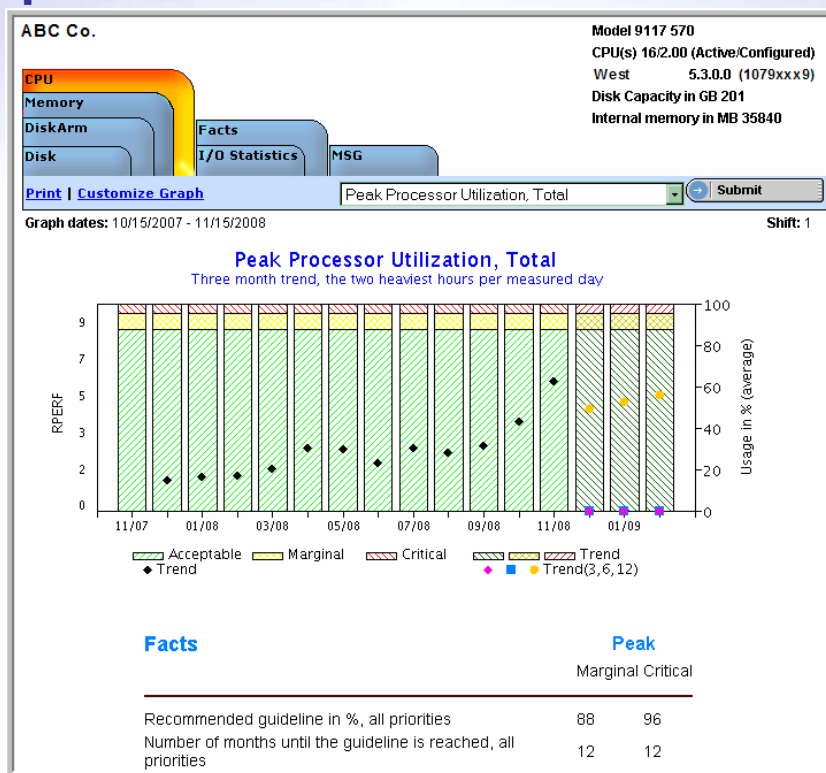 ABC Co.
Model 9117 570
CPU(s) 16/2.00 (Active/Configured)
West 5.3.0.0 (1079xxx9)
Disk Capacity in GB 201
Internal memory in MB 35840
CPU
Memory
DiskArm
Disk
Facts
I/O Statistics
MSG
Print | Customize Graph
Peak Processor Utilization, Total
Submit
Graph dates: 10/15/2007 - 11/15/2008
Shift: 1
Peak Processor Utilization, Total
Three month trend, the two heaviest hours per measured day
RPERF
9
7
5
3
2
0
100
80
60
40
20
0
Usage in % (average)
11/07 01/08 03/08 05/08 07/08 09/08 11/08 01/09
Acceptable Marginal Critical Trend
Trend Trend(3,6,12)
Facts Peak
Marginal Critical
Recommended guideline in %, all priorities 88 96
Number of months until the guideline is reached, all
priorities 12 12